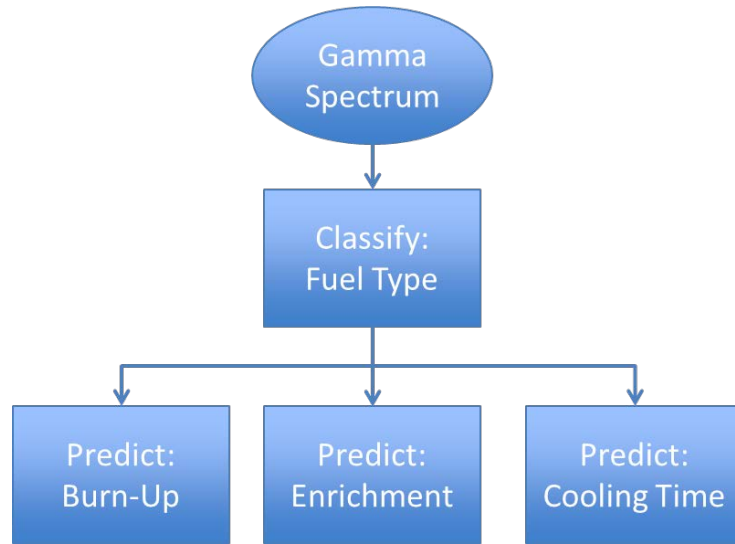 Gamma
Spectrum
Classify:
Fuel Type
Predict:
Burn-Up
Predict:
Enrichment
Predict:
Cooling Time